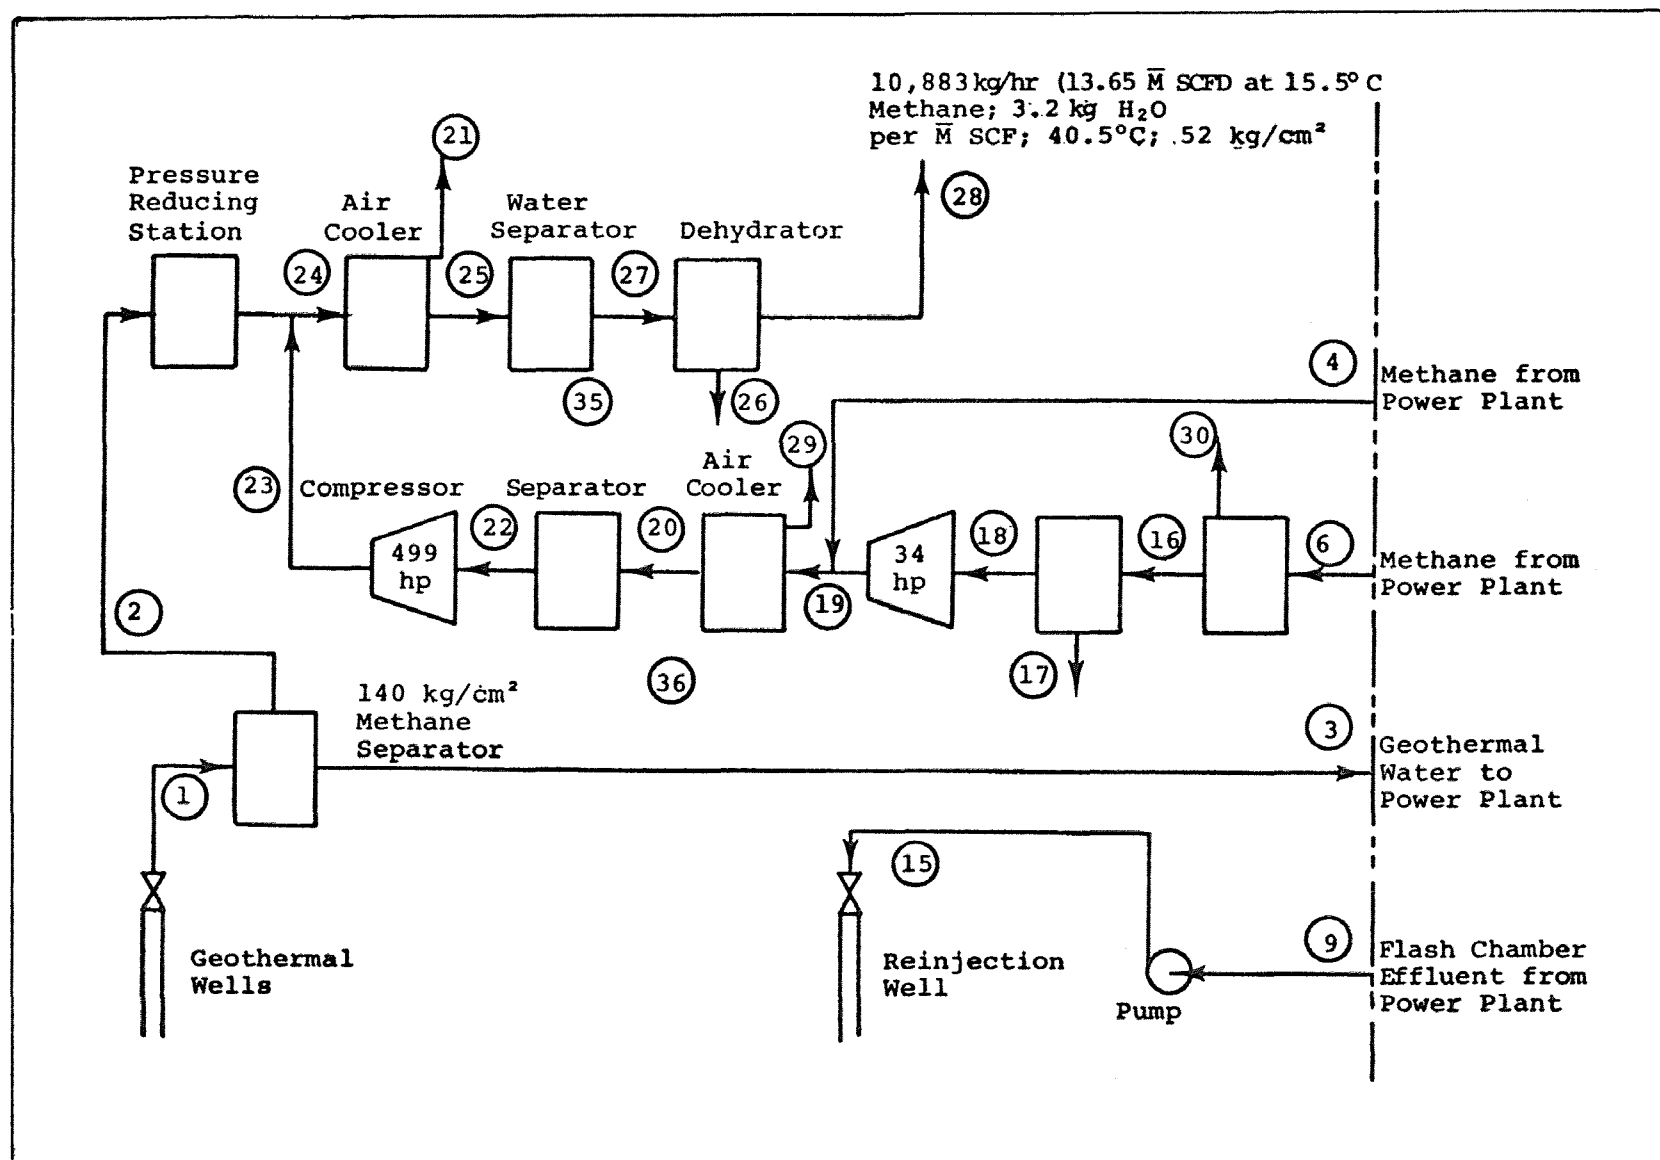 10,883kg/hr (13.65 M̅ SCFD at 15.5°C
Methane; 3.2 kg H₂O
per M̅ SCF; 40.5°C; 52 kg/cm²
21
Pressure
Reducing
Station
Air
Cooler
Water
Separator
Dehydrator
28
24
25
27
4
Methane from
Power Plant
35
26
30
29
Air
Cooler
23
Compressor
Separator
22
20
18
16
6
499
hp
34
hp
Methane from
Power Plant
19
2
17
36
140 kg/cm²
Methane
Separator
3
Geothermal
Water to
Power Plant
1
15
9
Flash Chamber
Effluent from
Power Plant
Geothermal
Wells
Reinjection
Well
Pump